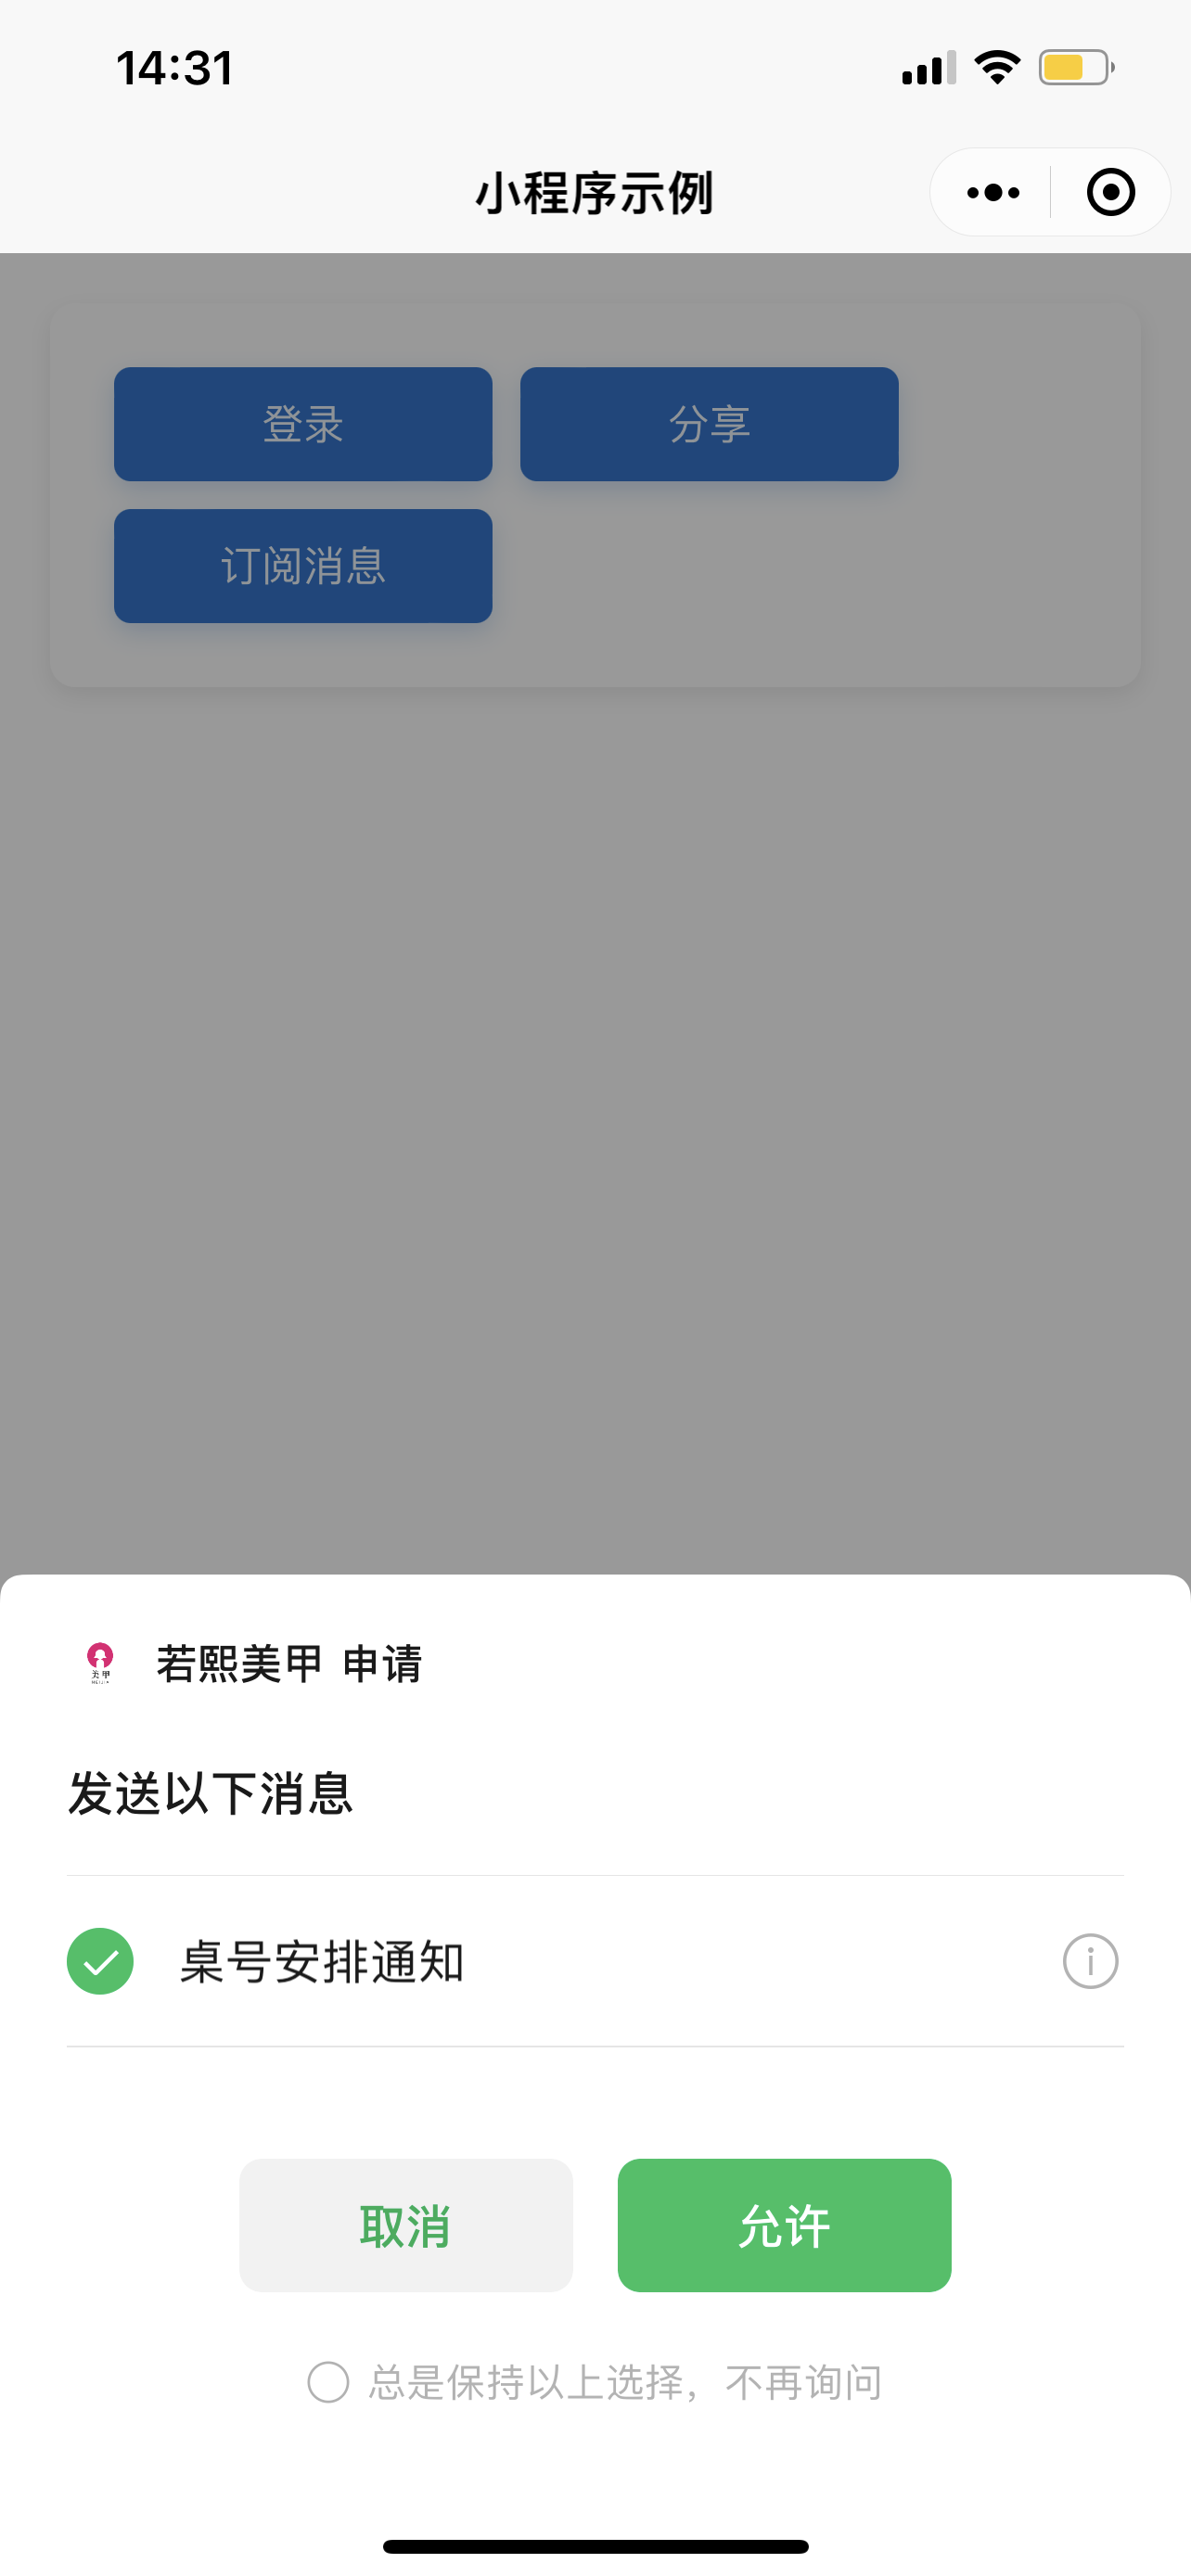 14:31
小程序示例
登录
分享
订阅消息
美甲
若熙美甲 申请
发送以下消息
桌号安排通知
取消
允许
总是保持以上选择，不再询问